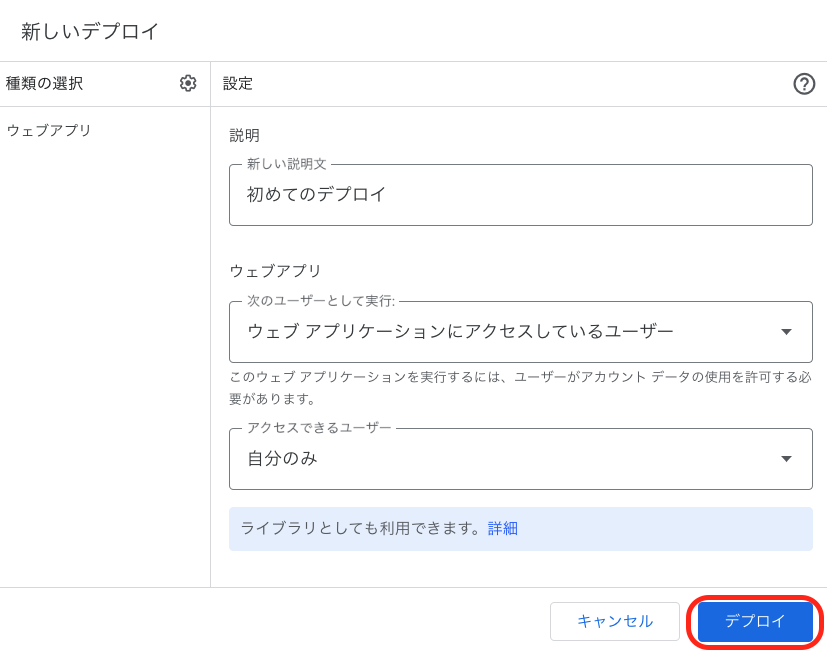 新しいデプロイ
種類の選択
設定
ウェブアプリ
説明
新しい説明文
初めてのデプロイ
ウェブアプリ
次のユーザーとして実行:
ウェブ アプリケーションにアクセスしているユーザー
このウェブ アプリケーションを実行するには、ユーザーがアカウント データの使用を許可する必
要があります。
アクセスできるユーザー
自分のみ
ライブラリとしても利用できます。詳細
キャンセル
デプロイ